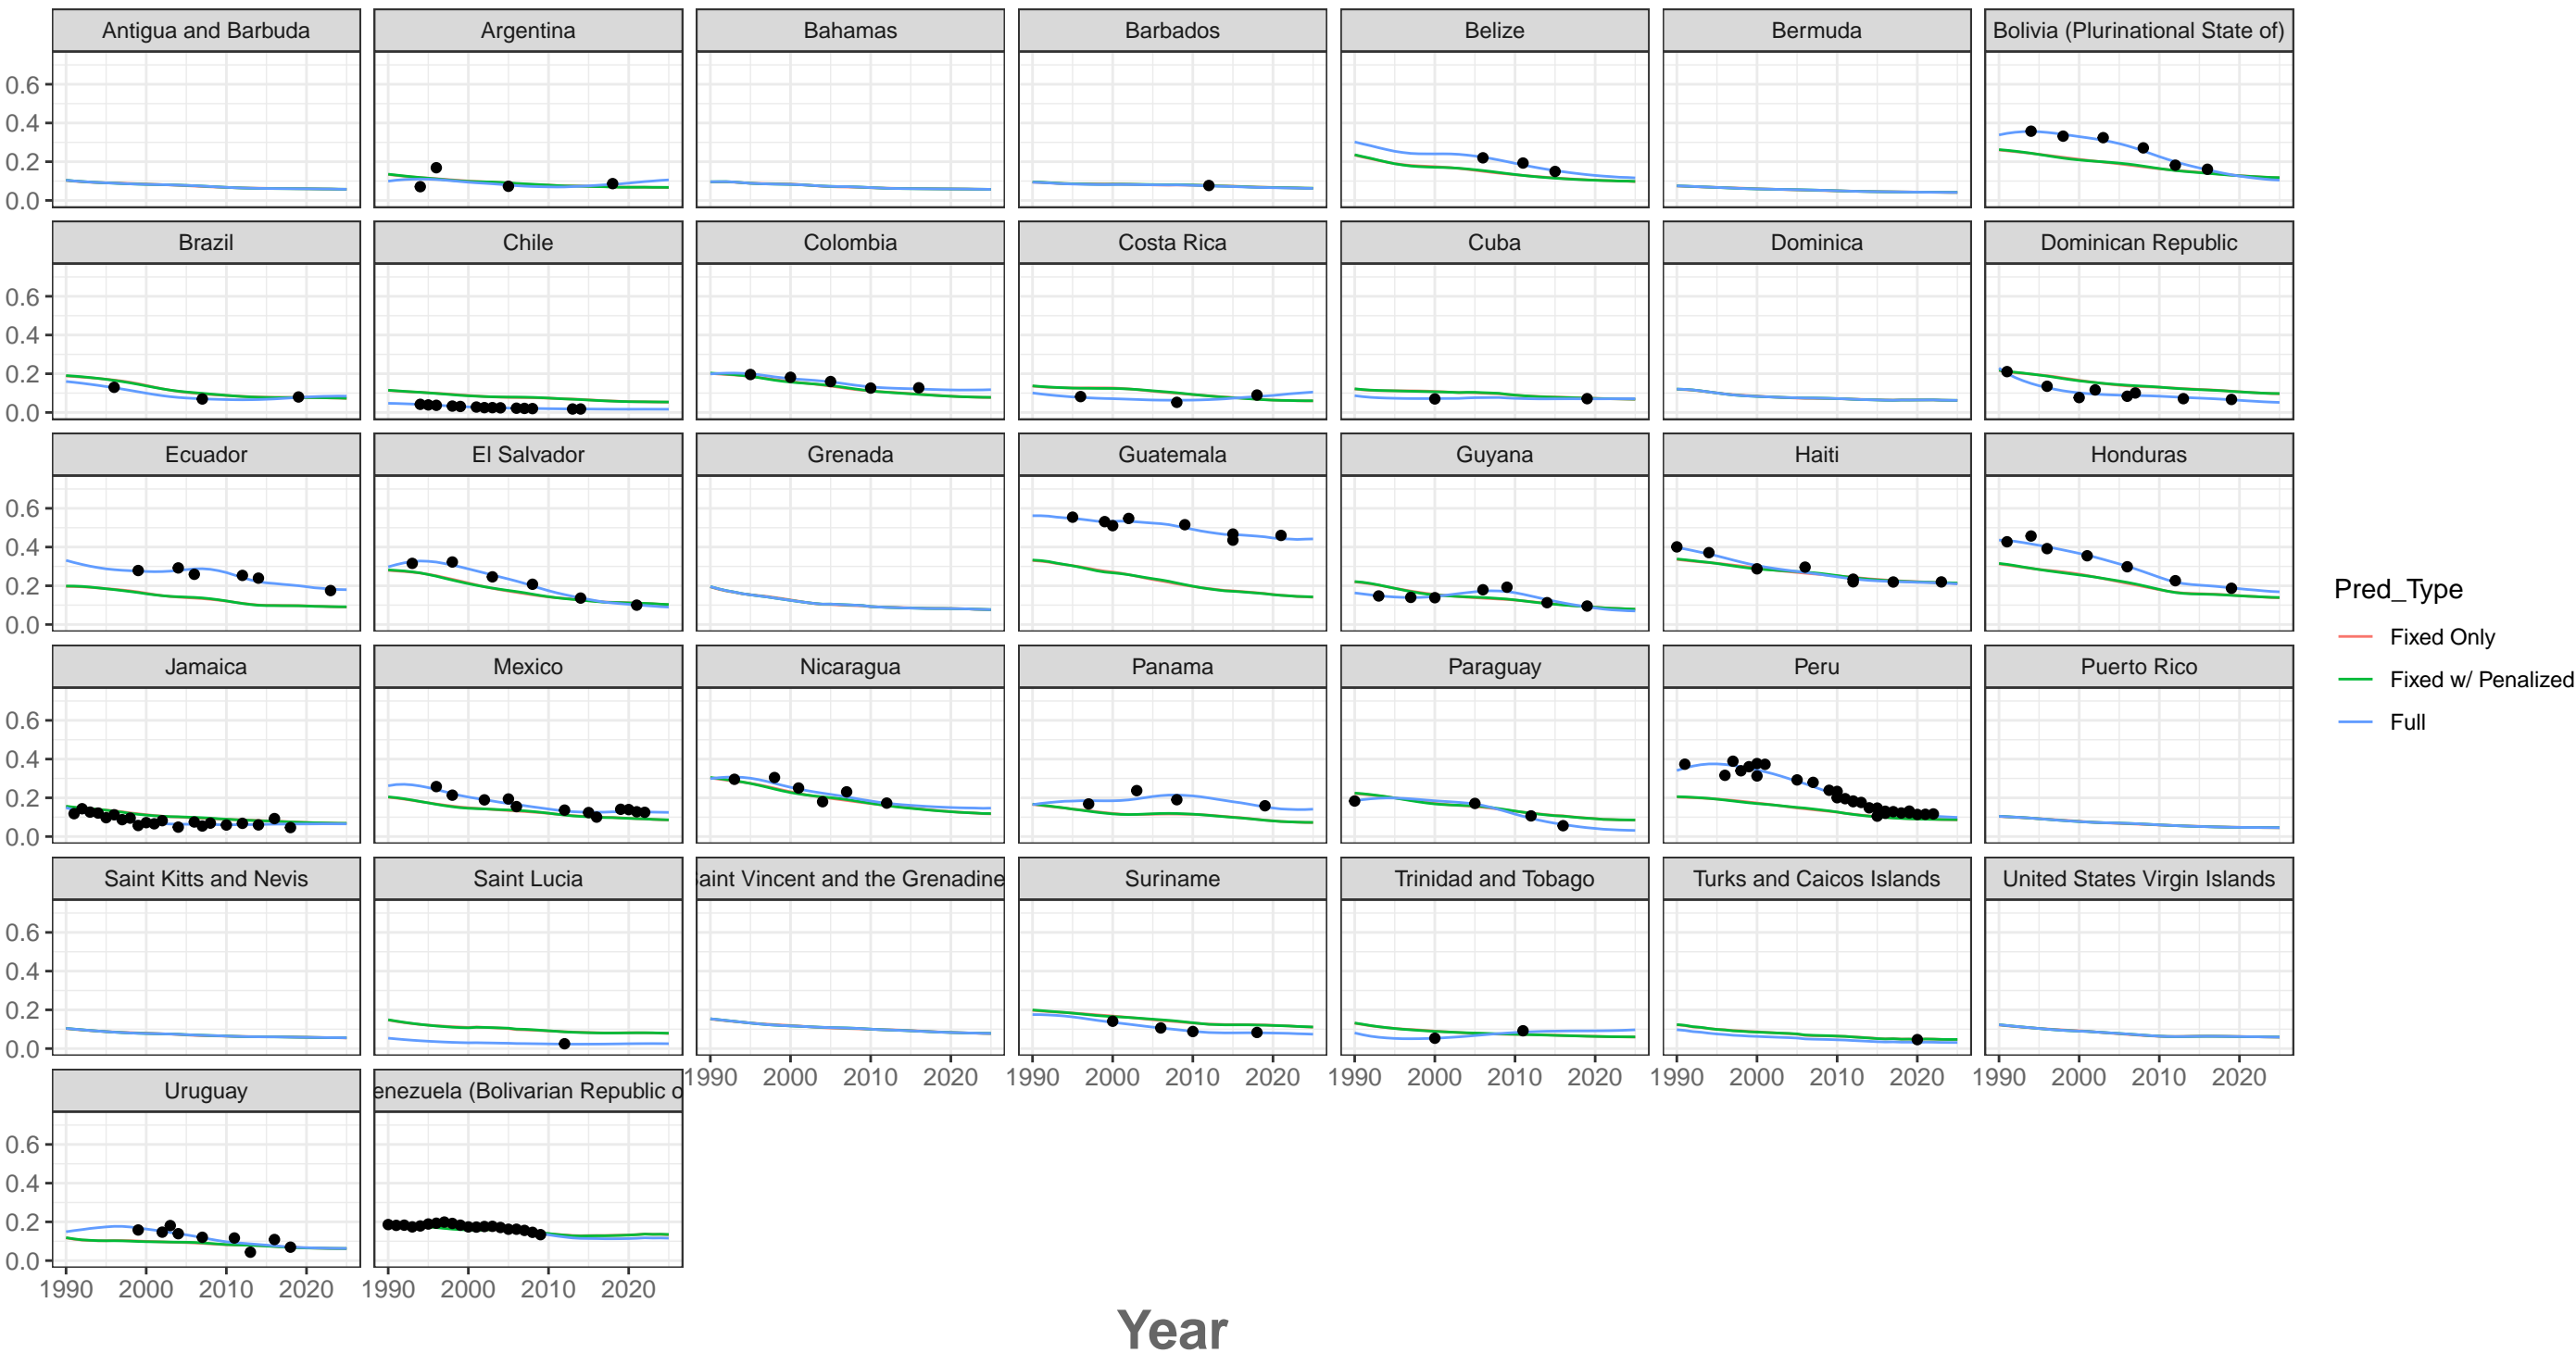 Antigua and Barbuda Argentina Bahamas Barbados Belize Bermuda Bolivia (Plurinational State of)
0.6
0.4
0.2
0.0
Brazil Chile Colombia Costa Rica Cuba Dominica Dominican Republic
0.6
0.4
0.2
0.0
Ecuador El Salvador Grenada Guatemala Guyana Haiti Honduras
0.6
0.4
0.2
0.0
Jamaica Mexico Nicaragua Panama Paraguay Peru Puerto Rico
0.6
0.4
0.2
0.0
Saint Kitts and Nevis Saint Lucia aint Vincent and the Grenadine Suriname Trinidad and Tobago Turks and Caicos Islands United States Virgin Islands
0.6
0.4
0.2
0.0
1990 2000 2010 2020 1990 2000 2010 2020 1990 2000 2010 2020 1990 2000 2010 2020 1990 2000 2010 2020
Uruguay enezuela (Bolivarian Republic o
0.6
0.4
0.2
0.0
1990 2000 2010 2020 1990 2000 2010 2020
Year
Pred_Type
Fixed Only
Fixed w/ Penalized
Full